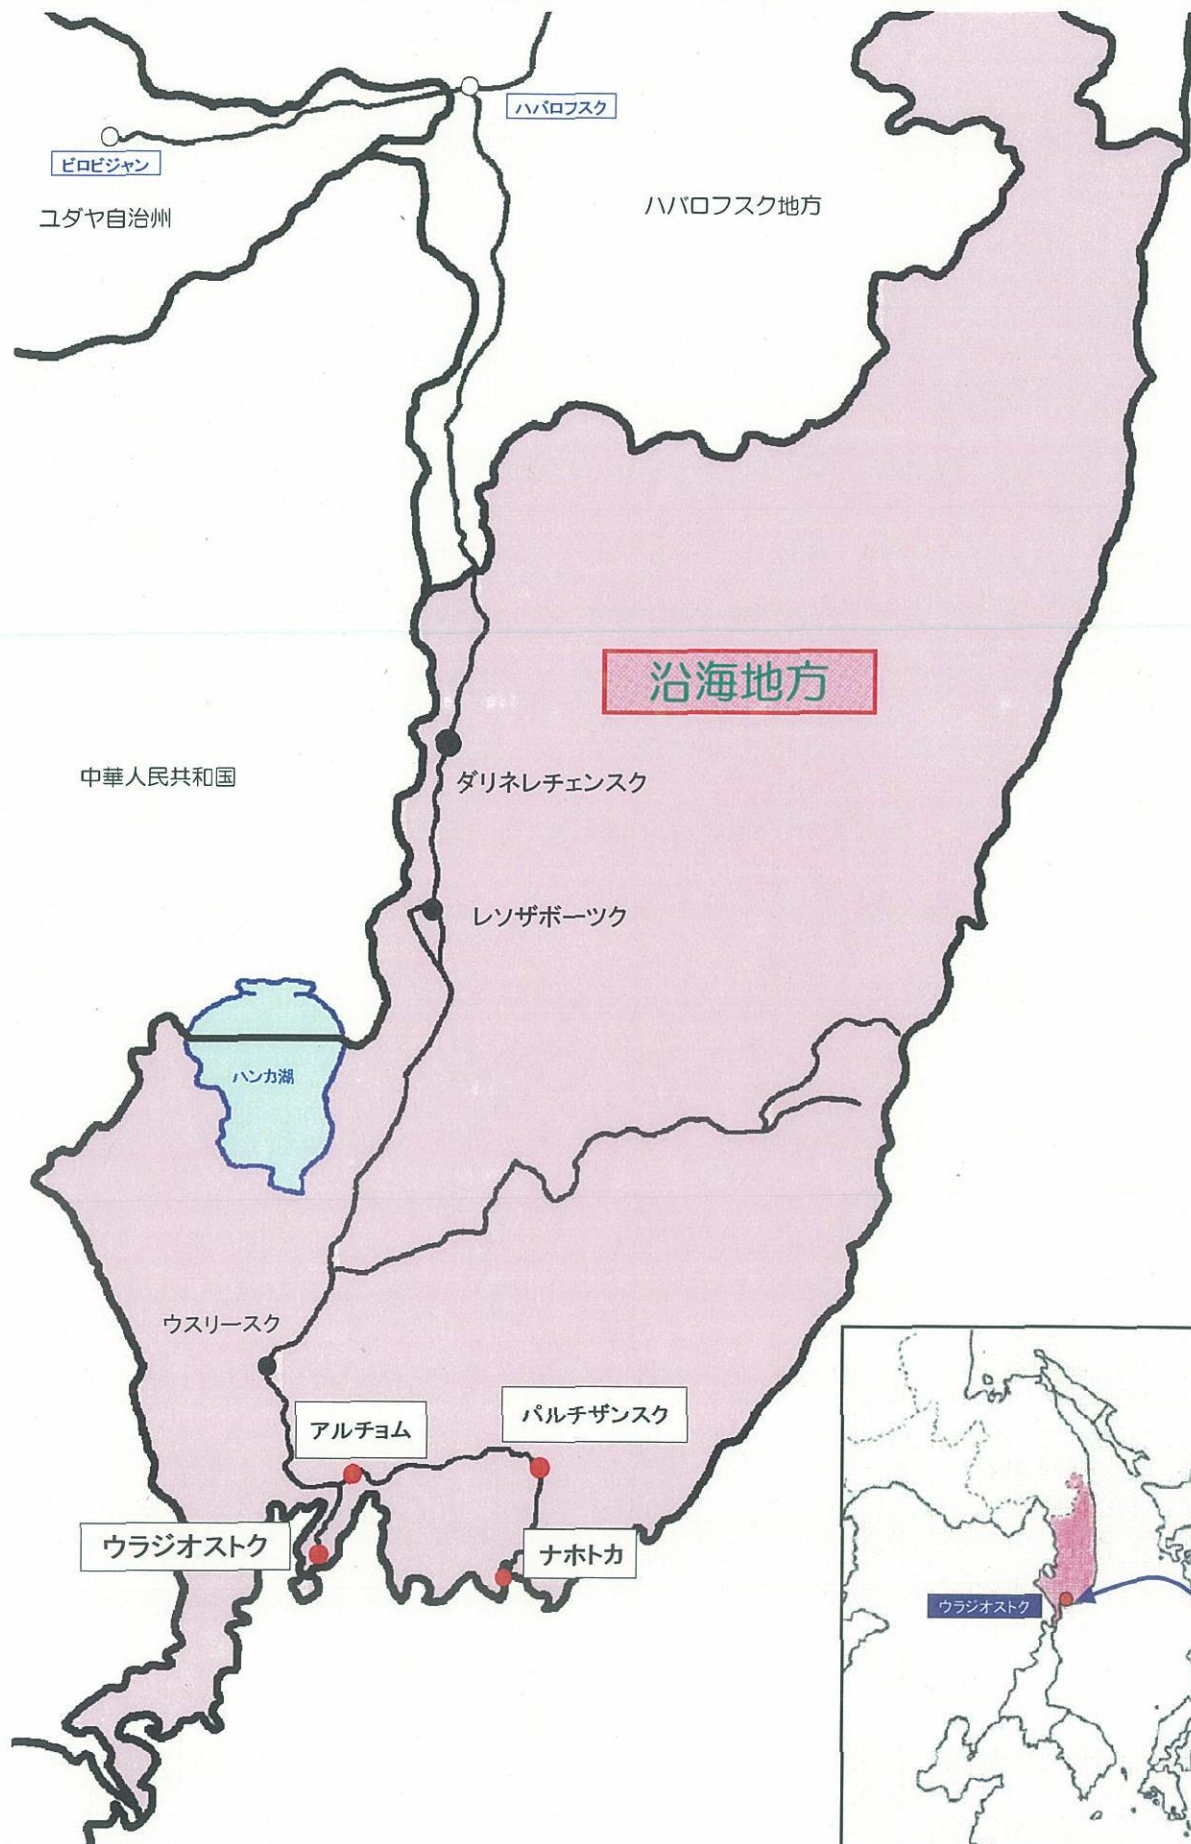 ハバロフスク
ビロビジャン
ユダヤ自治州
ハバロフスク地方
沿海地方
中華人民共和国
ダリネレチェンスク
レソザボーツク
ハンカ湖
ウスリースク
アルチョム
パルチザンスク
ウラジオストク
ナホトカ
ウラジオストク